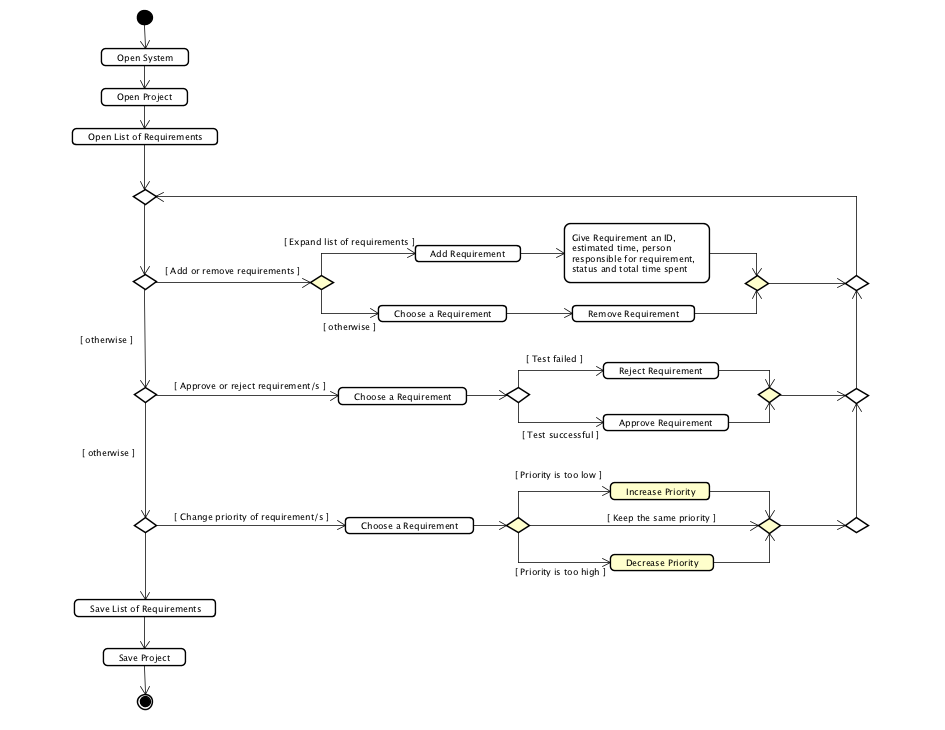 Open System
Open Project
Open List of Requirements
[ Expand list of requirements ]
Add Requirement
Give Requirement an ID,
estimated time, person
responsible for requirement,
status and total time spent
[ Add or remove requirements ]
Choose a Requirement
Remove Requirement
[ otherwise ]
[ otherwise ]
[ Test failed ]
Reject Requirement
[ Approve or reject requirement/s ]
Choose a Requirement
Approve Requirement
[ Test successful ]
[ otherwise ]
[ Priority is too low ]
Increase Priority
[ Change priority of requirement/s ]
Choose a Requirement
[ Keep the same priority ]
Decrease Priority
[ Priority is too high ]
Save List of Requirements
Save Project